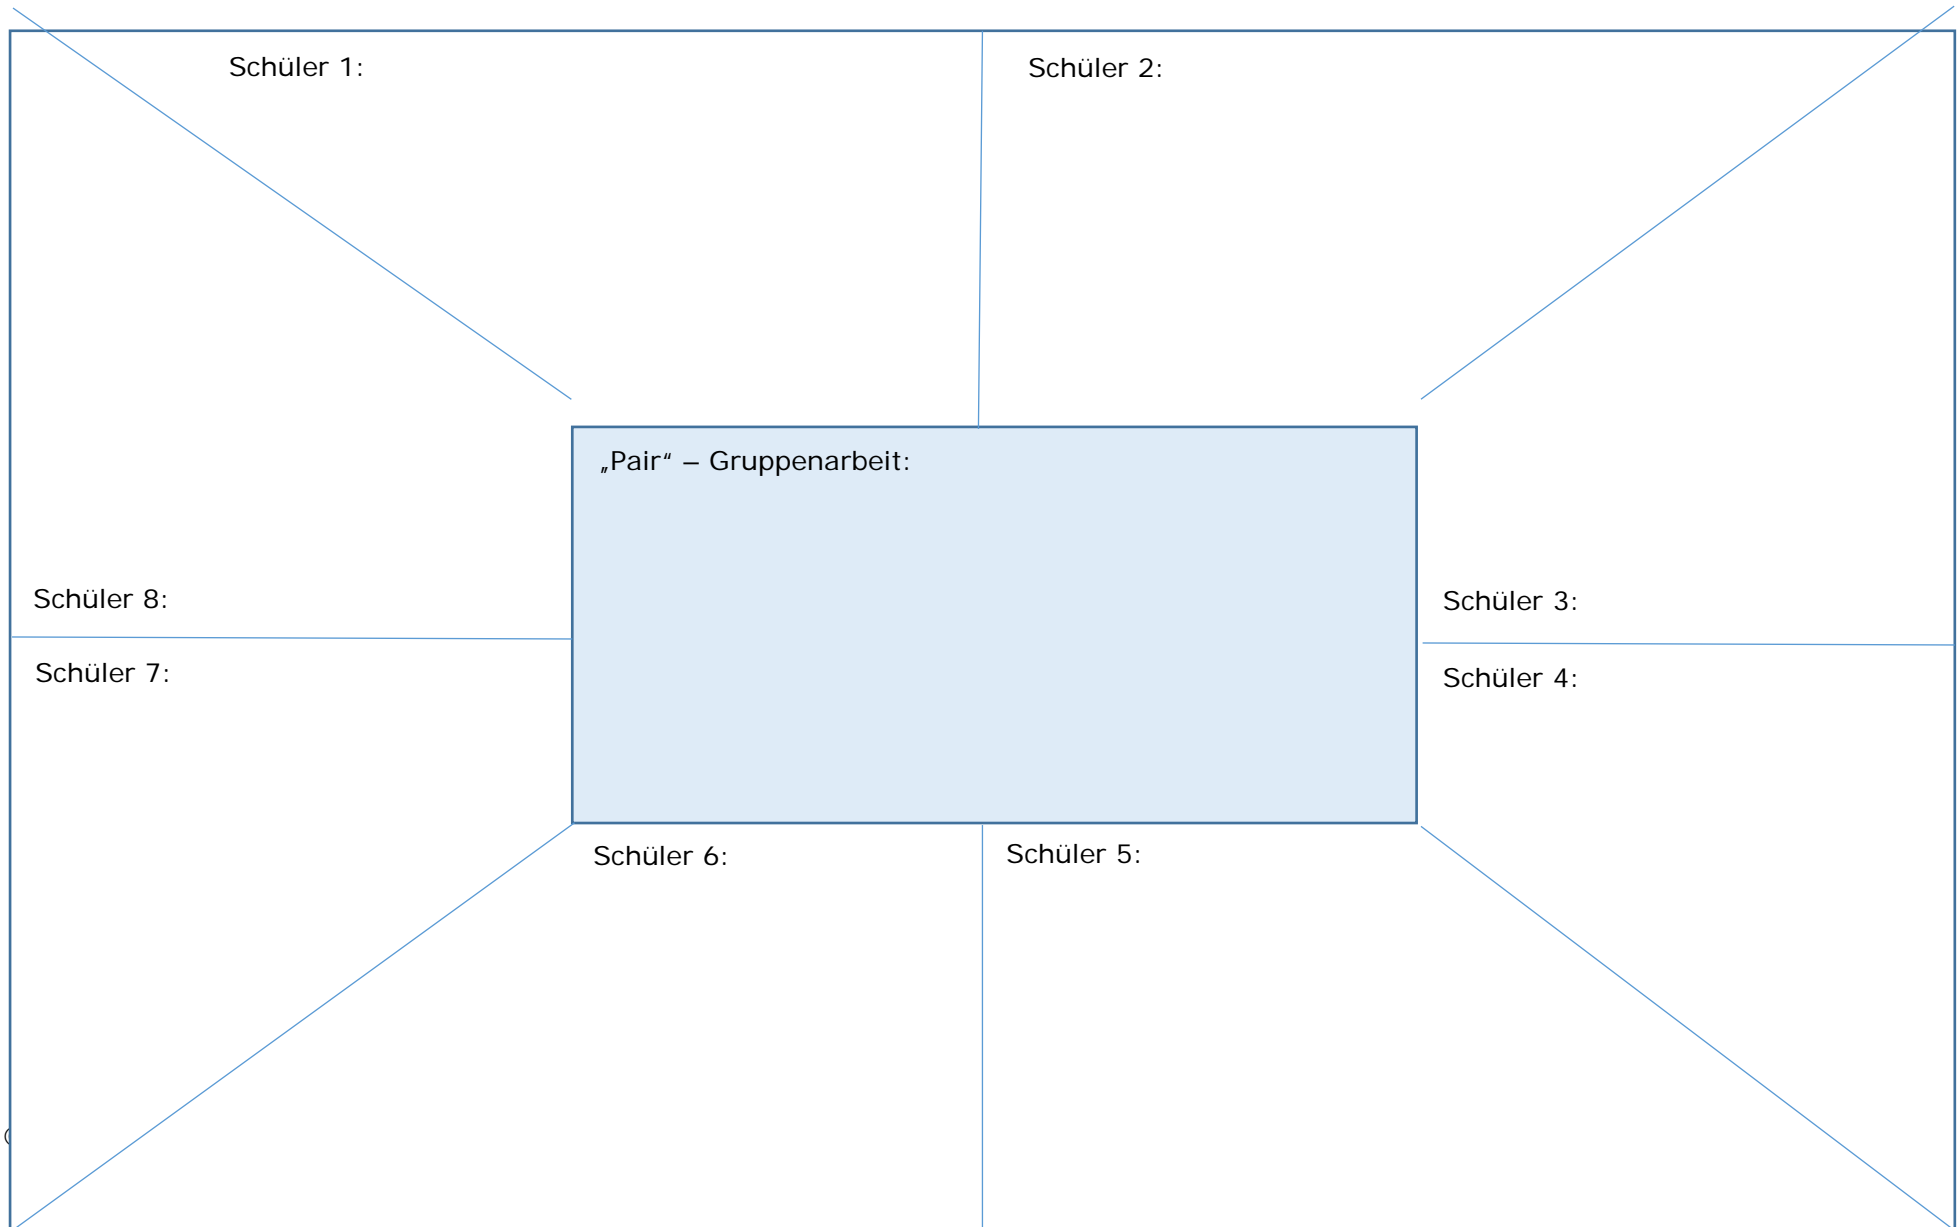 Schüler 1:
Schüler 2:
„Pair“ – Gruppenarbeit:
Schüler 8:
Schüler 3:
Schüler 7:
Schüler 4:
Schüler 6:
Schüler 5: